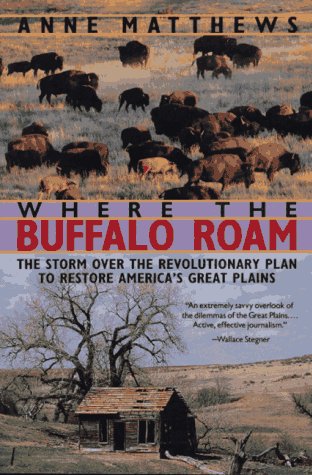 ANNE MATTHEWS
WHERE THE
BUFFALO ROAM
THE STORM OVER THE REVOLUTIONARY PLAN
TO RESTORE AMERICA'S GREAT PLAINS
"An extremely savvy overlook of
the dilemmas of the Great Plains....
Active, effective journalism."
—Wallace Stegner